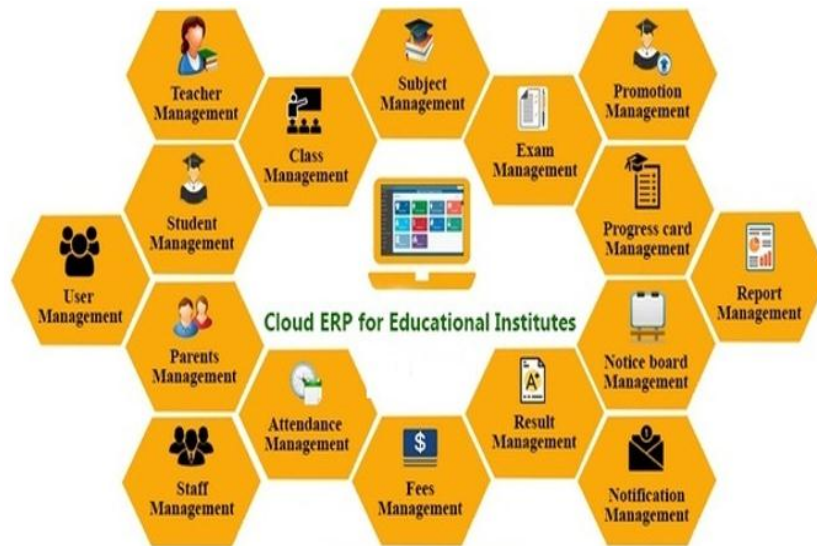 Teacher
Management
Subject
Management
Promotion
Management
Class
Management
Exam
Management
Student
Management
Progress card
Management
User
Management
Report
Management
Cloud ERP for Educational Institutes
Parents
Management
Notice board
Management
Attendance
Management
A+
Result
Management
Staff
Management
$
Fees
Management
1
Notification
Management